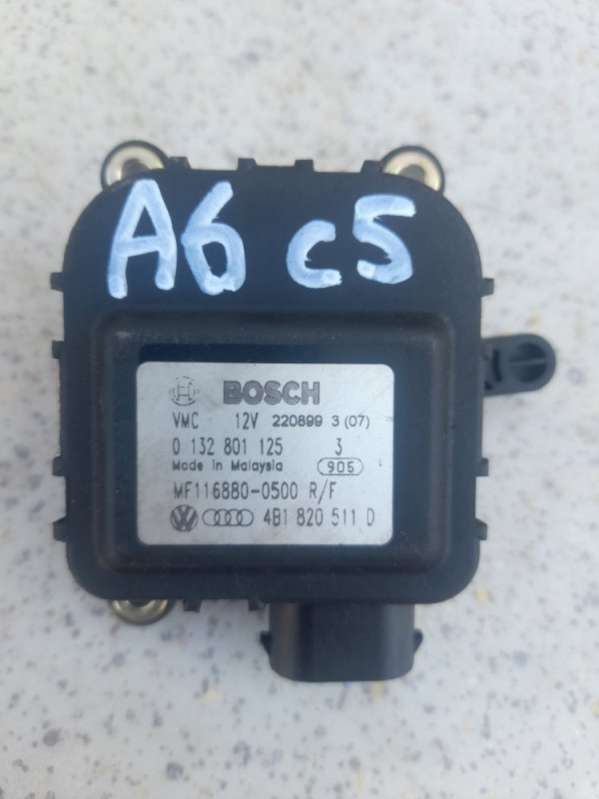 A6 c5
BOSCH
VMC 12V 220899 3 (07)
0 132 801 125 3
Made in Malaysia 905
MF116880-0500 R/F
VW 4B1 820 511 D